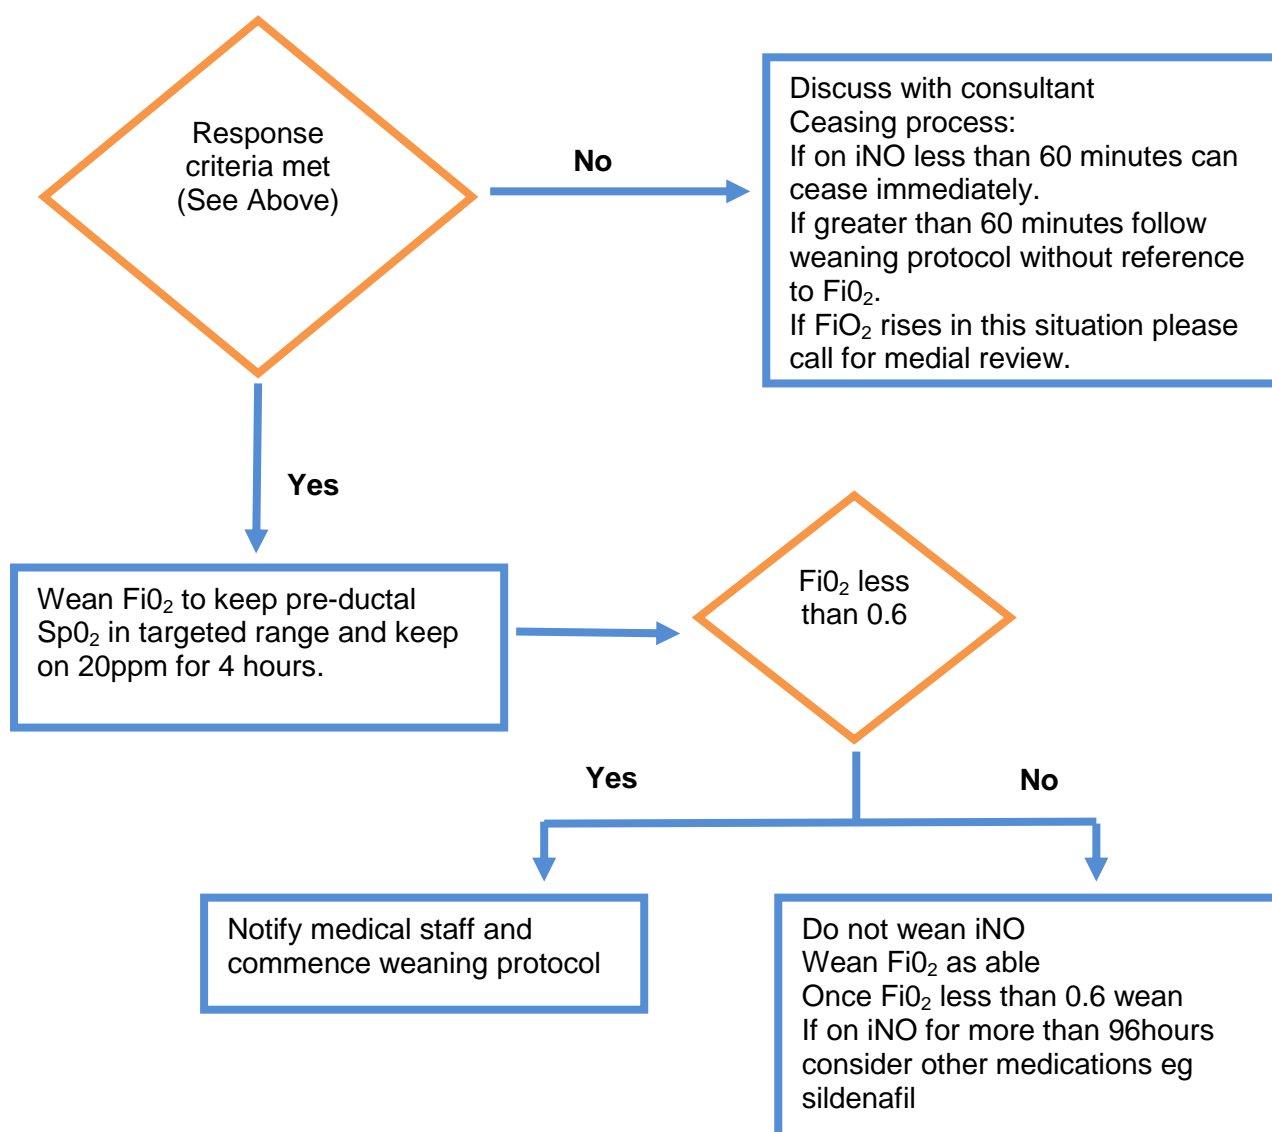 Response
criteria met
(See Above)
No
Discuss with consultant
Ceasing process:
If on iNO less than 60 minutes can
cease immediately.
If greater than 60 minutes follow
weaning protocol without reference
to Fi0₂.
If FiO₂ rises in this situation please
call for medial review.
Yes
Wean Fi0₂ to keep pre-ductal
Sp0₂ in targeted range and keep
on 20ppm for 4 hours.
Fi0₂ less
than 0.6
Yes
No
Notify medical staff and
commence weaning protocol
Do not wean iNO
Wean Fi0₂ as able
Once Fi0₂ less than 0.6 wean
If on iNO for more than 96hours
consider other medications eg
sildenafil